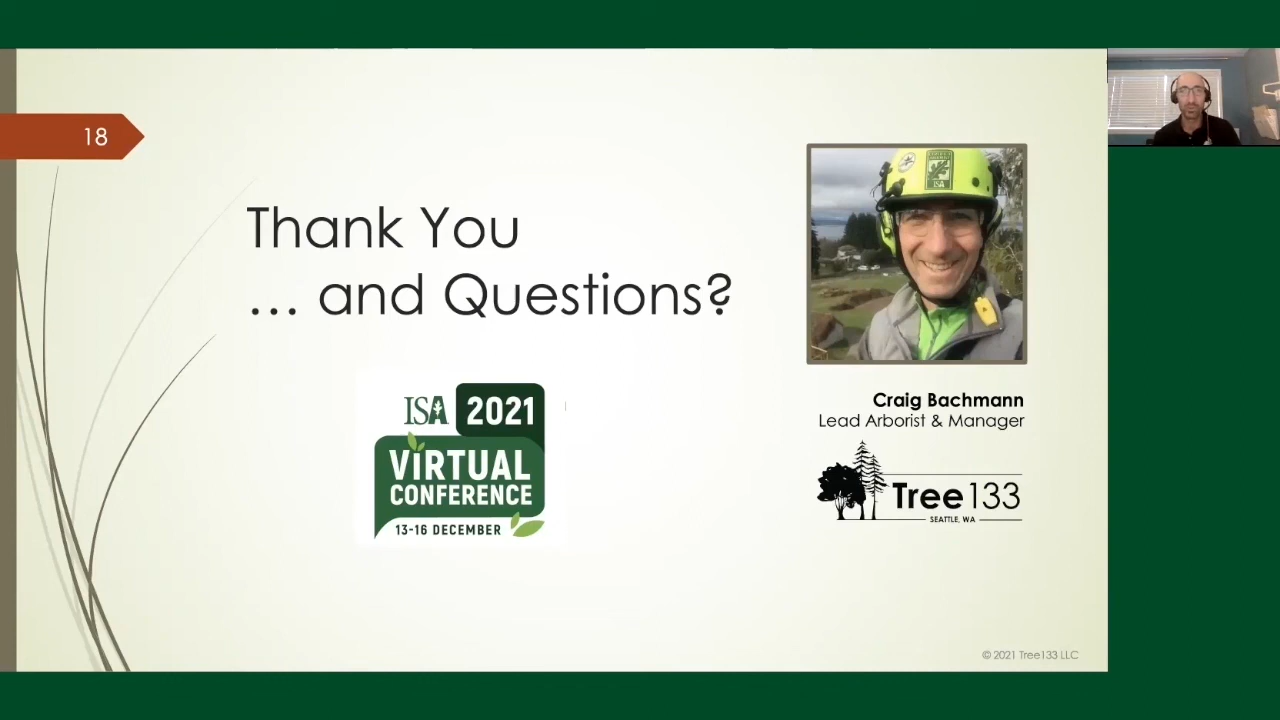 18
Thank You
… and Questions?
ISA 2021
VIRTUAL
CONFERENCE
13-16 DECEMBER
ISA
Craig Bachmann
Lead Arborist & Manager
Tree133
SEATTLE, WA
© 2021 Tree133 LLC